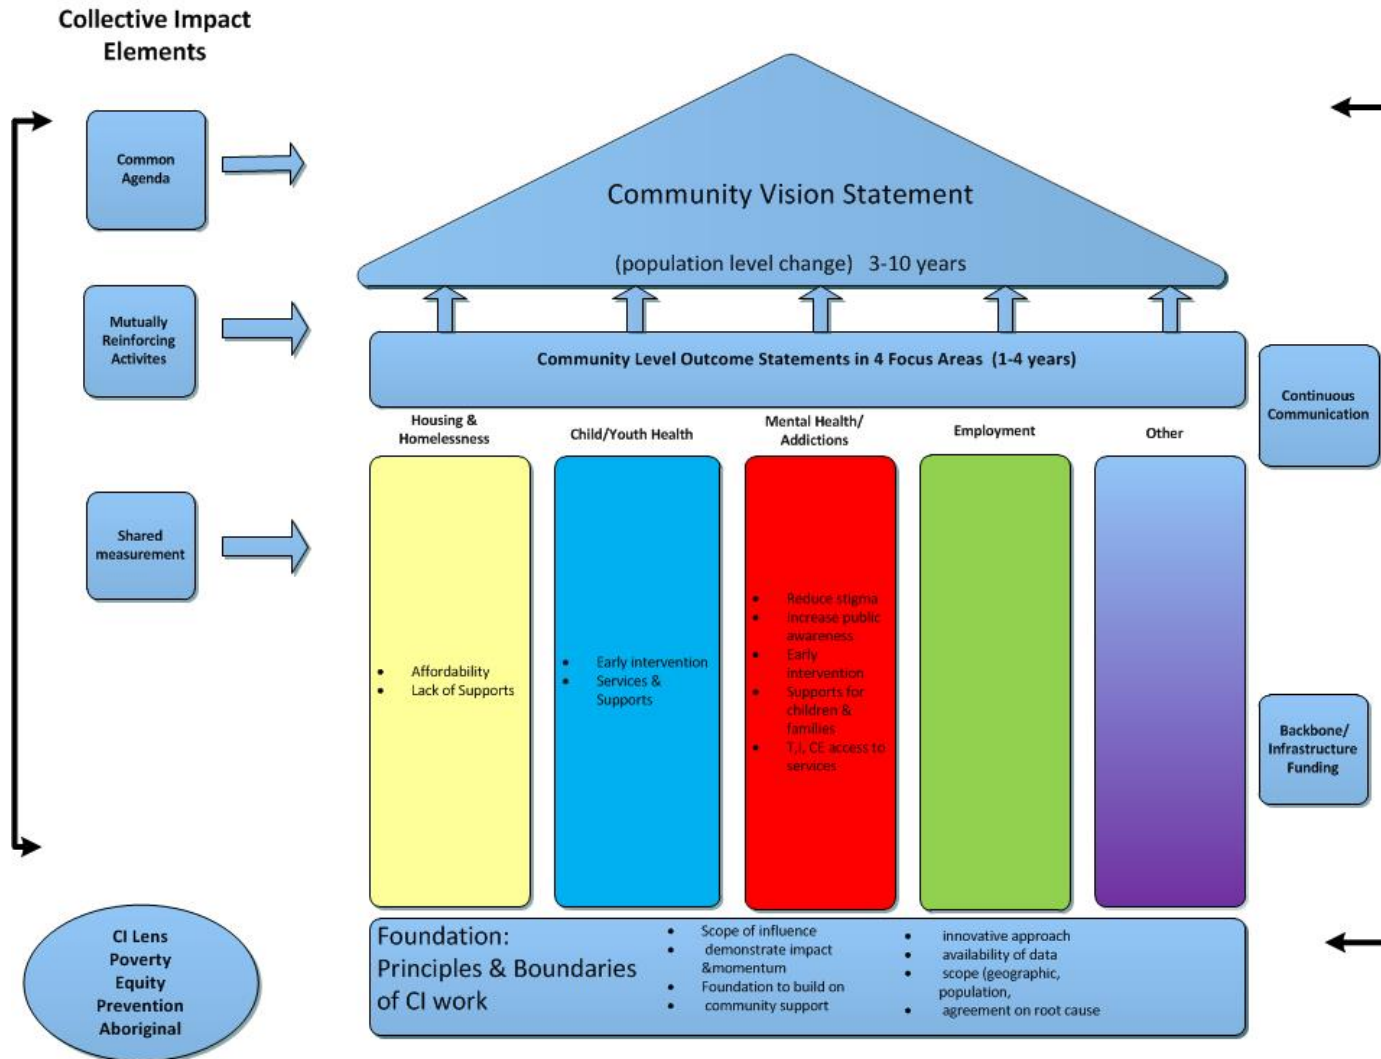 Collective Impact
Elements
Common
Agenda
Mutually
Reinforcing
Activites
Shared
measurement
CI Lens
Poverty
Equity
Prevention
Aboriginal
Community Vision Statement
(population level change) 3-10 years
Community Level Outcome Statements in 4 Focus Areas (1-4 years)
Housing &
Homelessness
Child/Youth Health
Mental Health/
Addictions
Employment
Other
• Affordability
• Lack of Supports
• Early intervention
• Services &
Supports
• Reduce stigma
• Increase public
awareness
• Early
intervention
• Supports for
children &
families
• T,I, CE access to
services
Foundation:
Principles & Boundaries
of CI work
• Scope of influence
• demonstrate impact
&momentum
• Foundation to build on
• community support
• innovative approach
• availability of data
• scope (geographic,
population,
• agreement on root cause
Continuous
Communication
Backbone/
Infrastructure
Funding